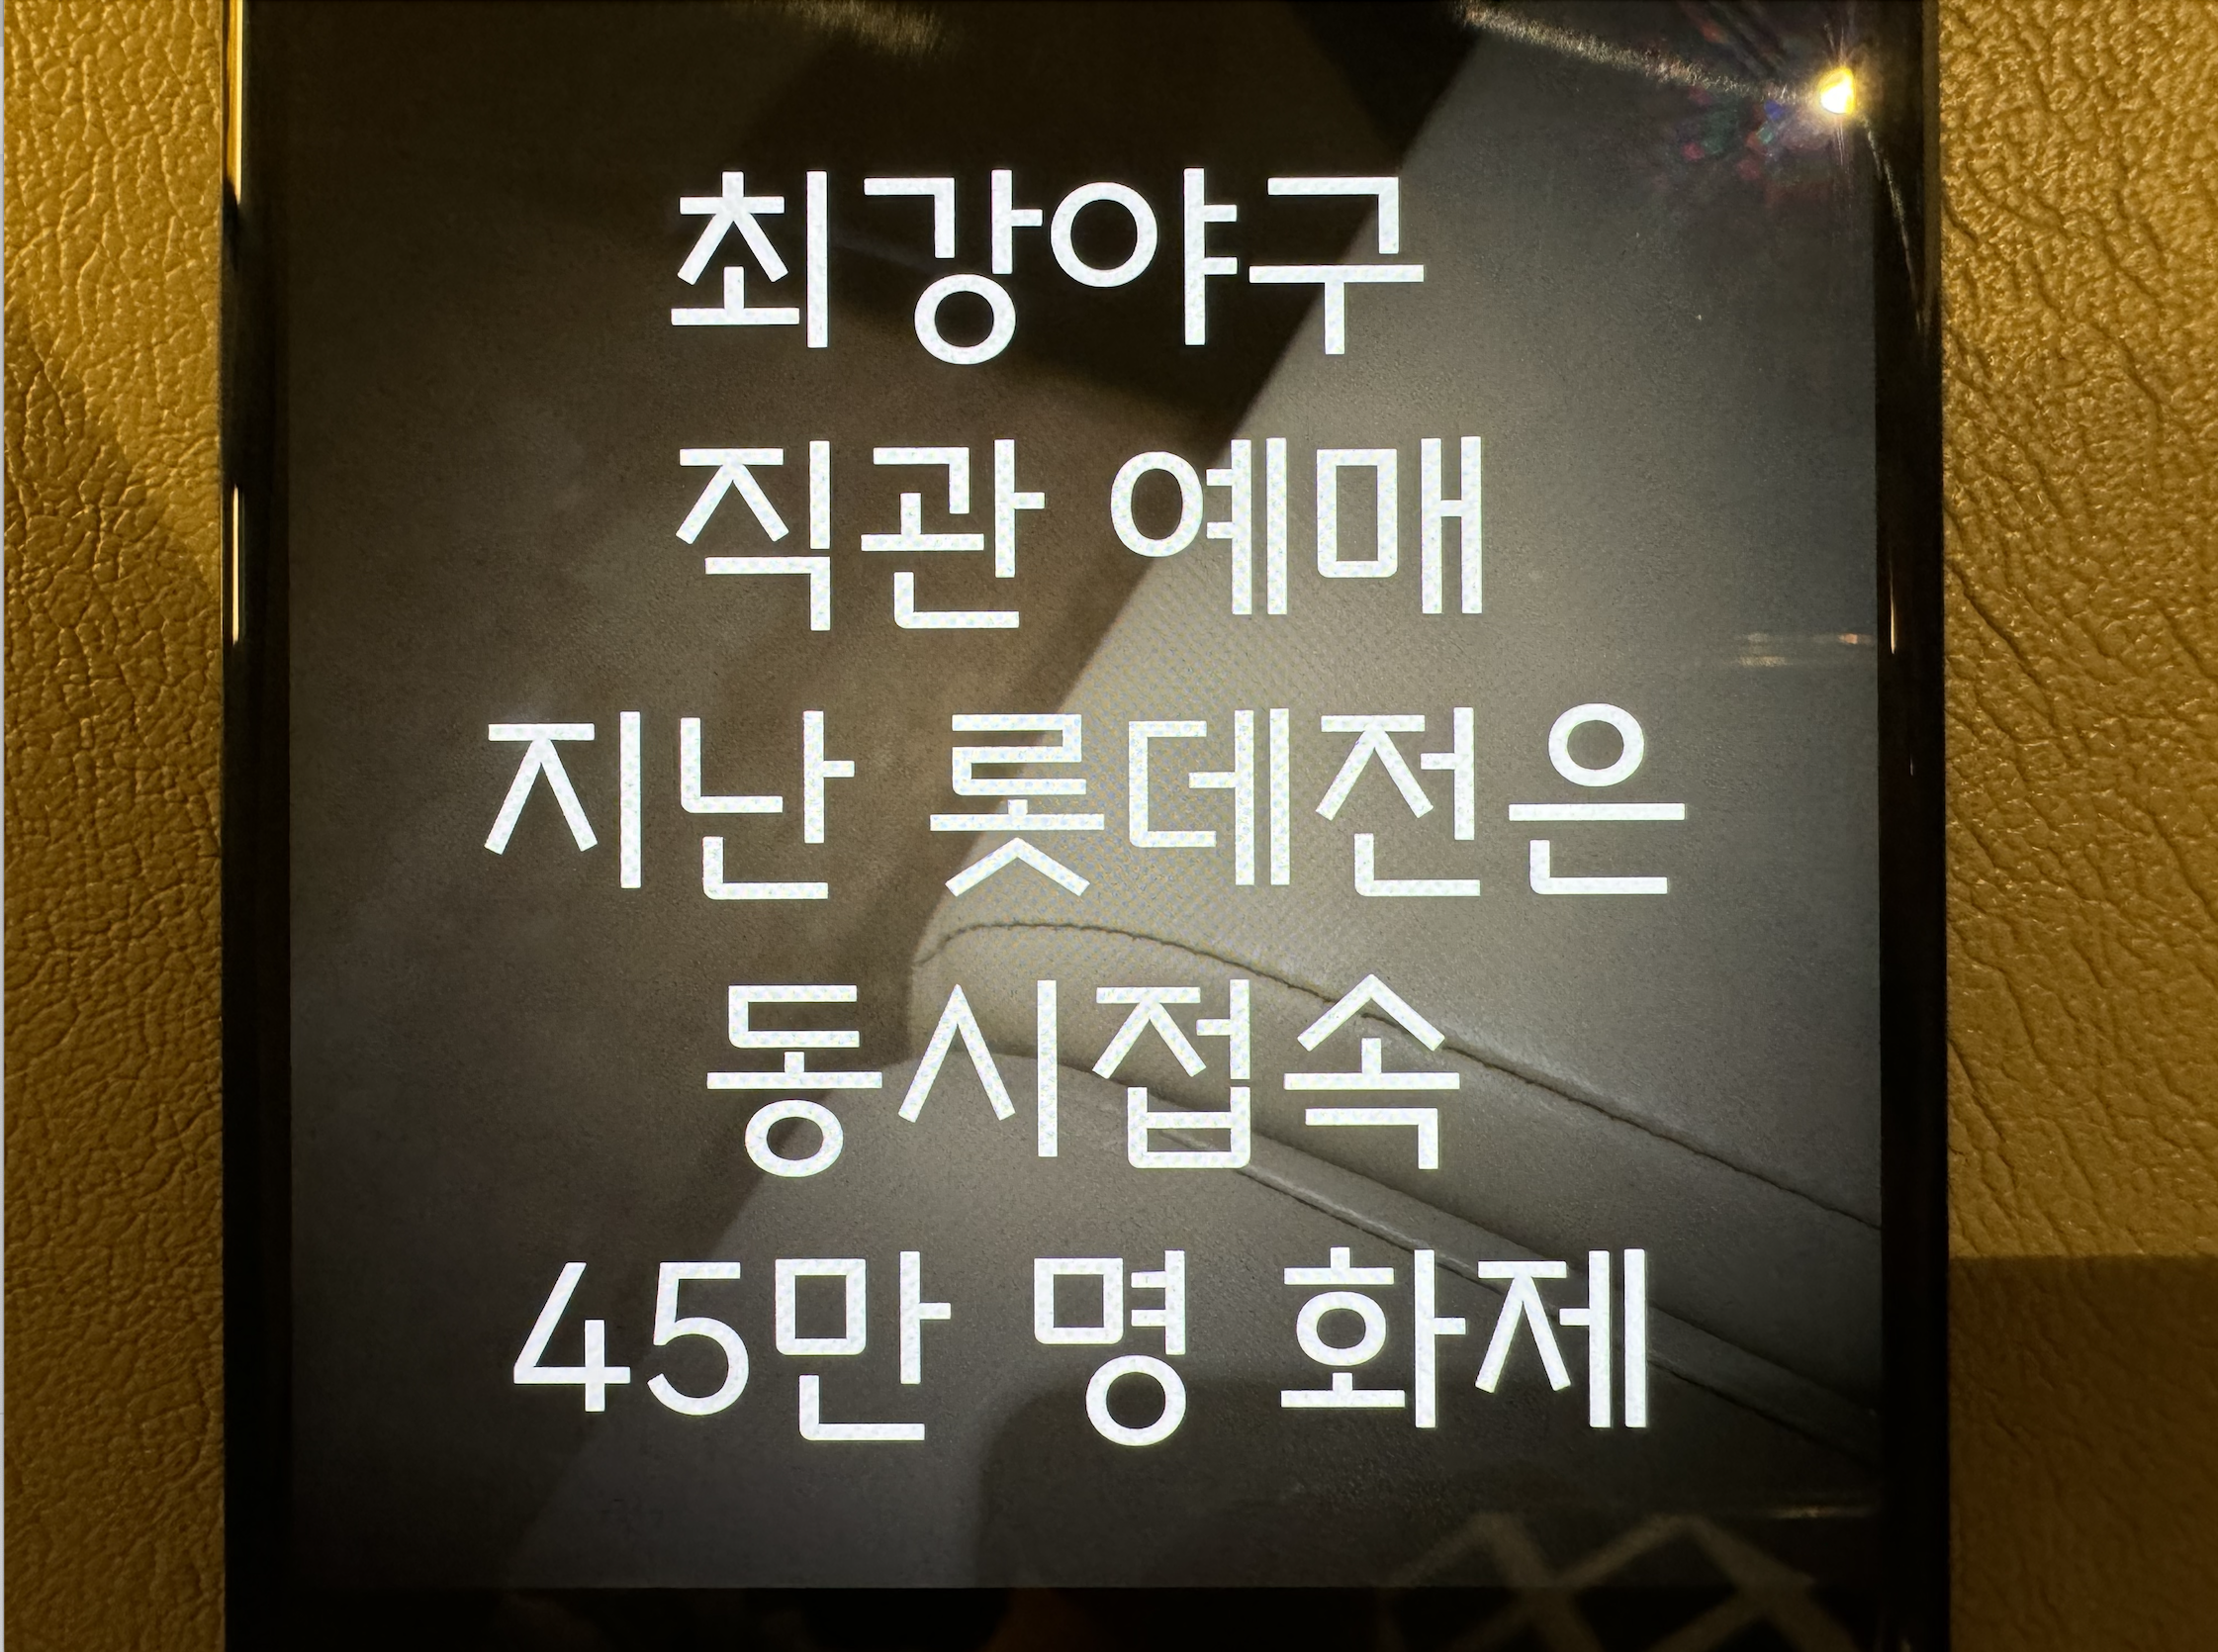 최강야구
직관 예매
지난 롯데전은
동시접속
45만 명 화제